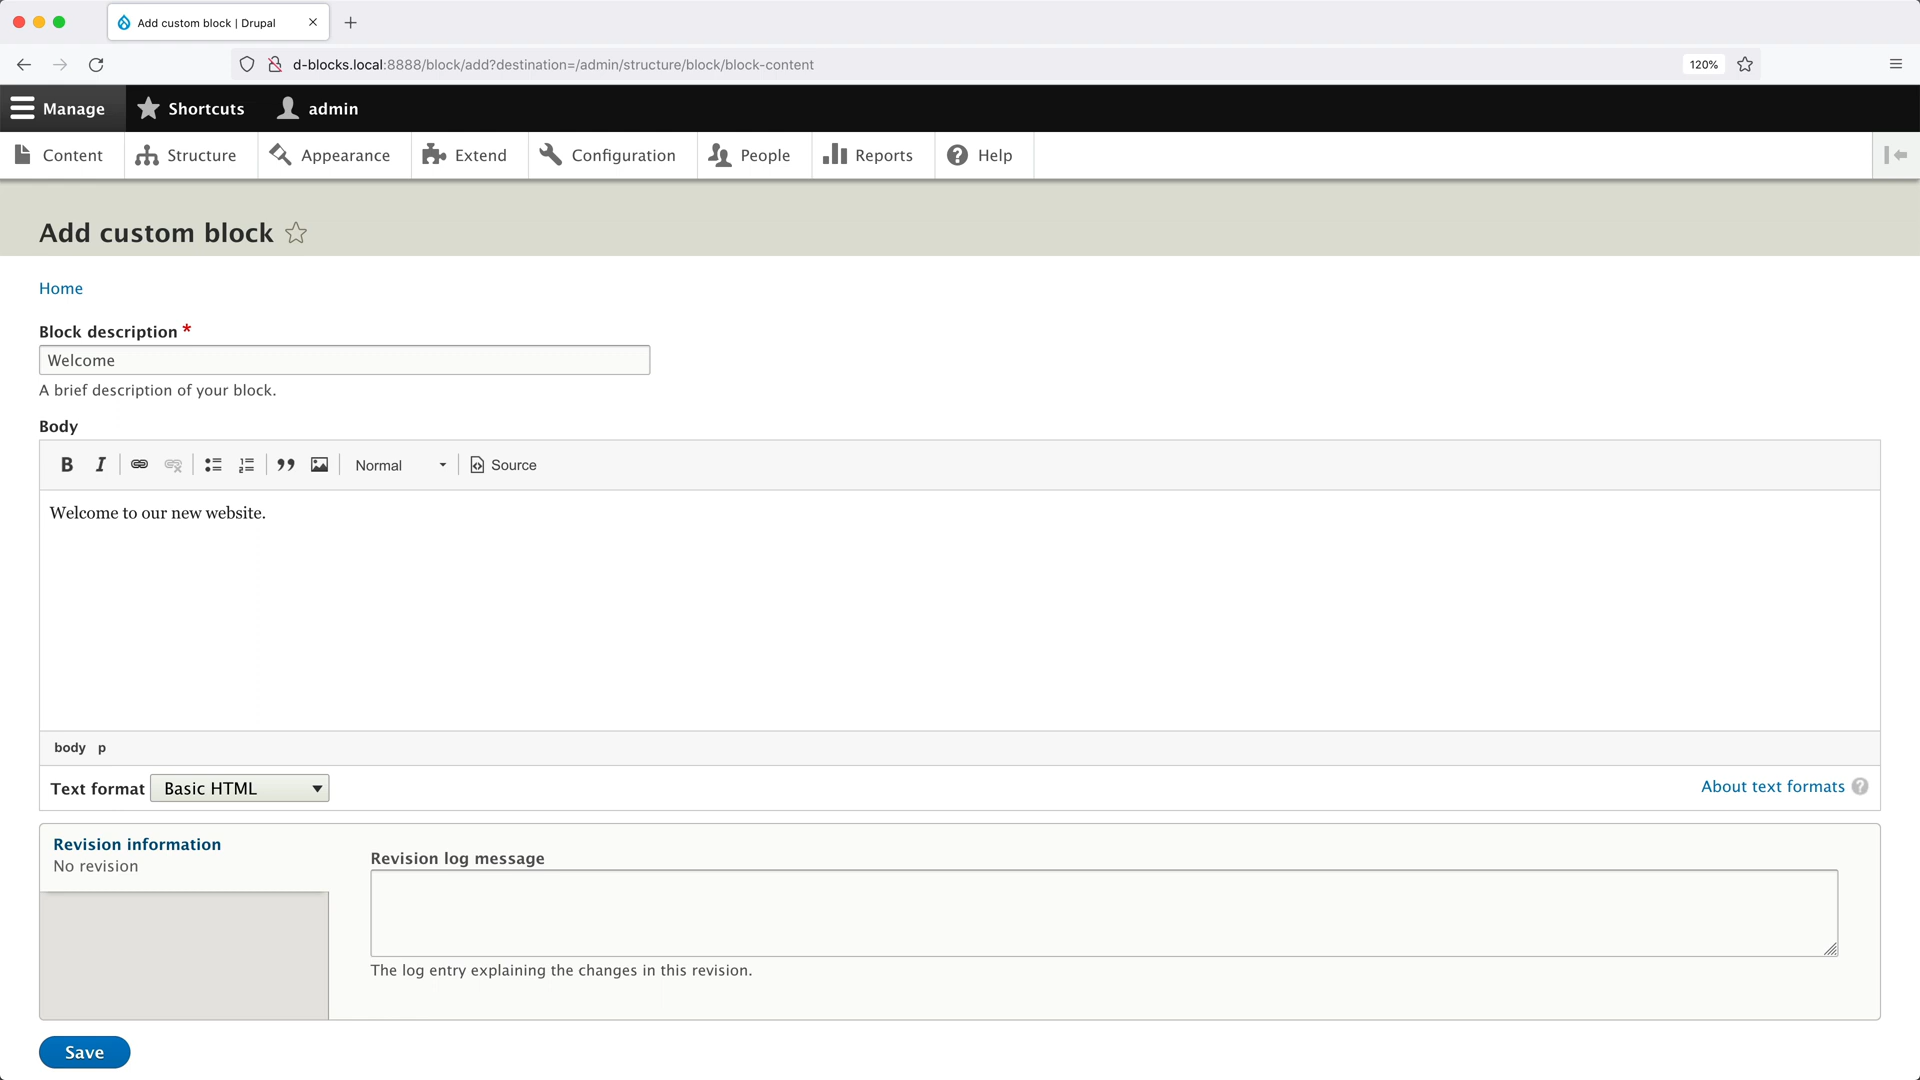 Add custom block | Drupal
d-blocks.local:8888/block/add?destination=/admin/structure/block/block-content
120%
Manage
Shortcuts
admin
Content
Structure
Appearance
Extend
Configuration
People
Reports
Help
Add custom block
Home
Block description *
Welcome
A brief description of your block.
Body
B I Normal Source
Welcome to our new website.
body p
Text format Basic HTML
About text formats ?
Revision information
No revision
Revision log message
The log entry explaining the changes in this revision.
Save